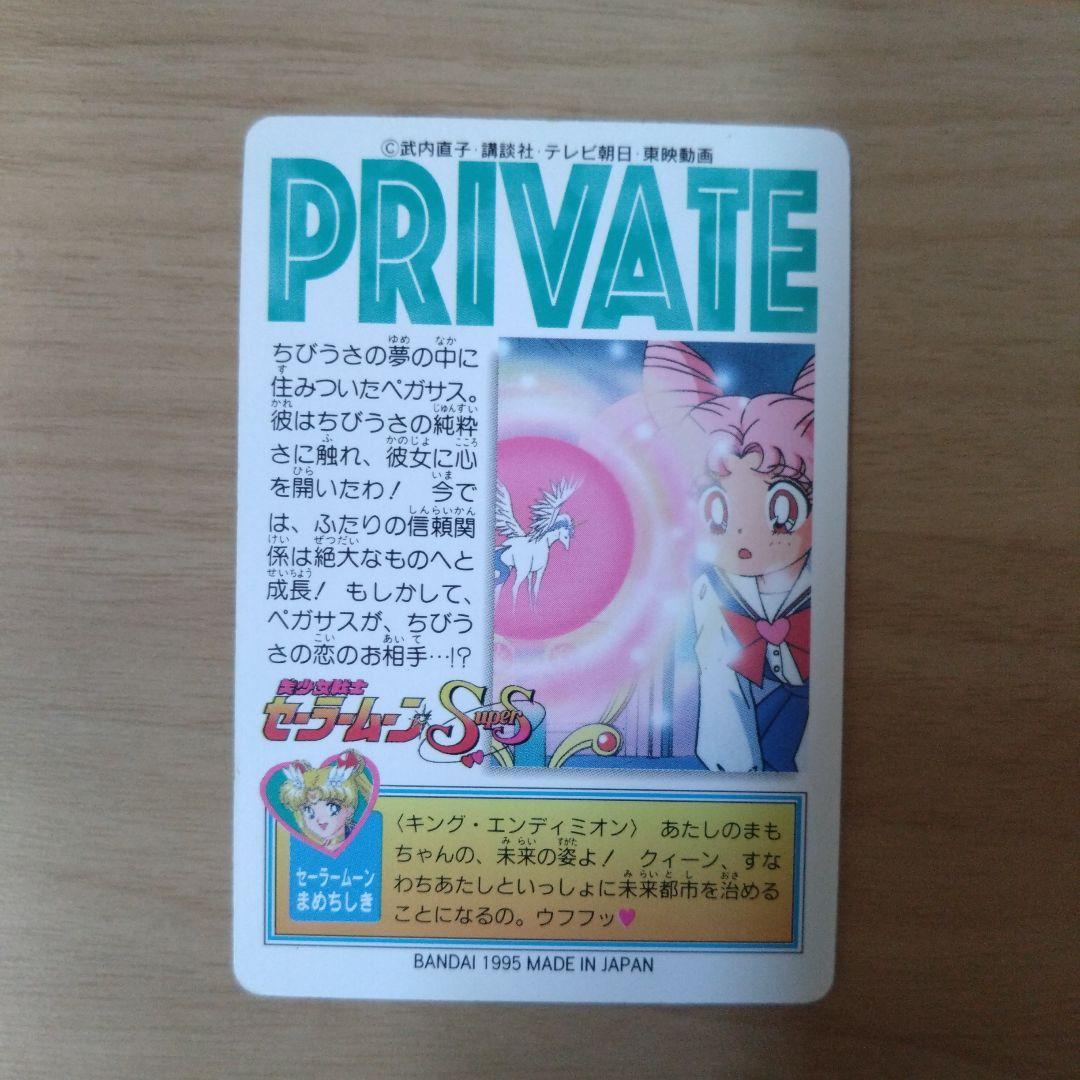 ©武内直子・講談社・テレビ朝日・東映動画
PRIVATE
ちびうさの夢の中に
住みついたペガサス。
彼はちびうさの純粋
さに触れ、彼女に心
を開いたわ! 今で
は、ふたりの信頼関
係は絶大なものへと
成長! もしかして、
ペガサスが、ちびう
さの恋のお相手…!?
美少女戦士
セーラームーン SuperS
セーラームーン
まめちしき
〈キング・エンディミオン〉 あたしのまも
ちゃんの、未来の姿よ! クィーン、すな
わちあたしといっしょに未来都市を治める
ことになるの。ウフフッ♥
BANDAI 1995 MADE IN JAPAN